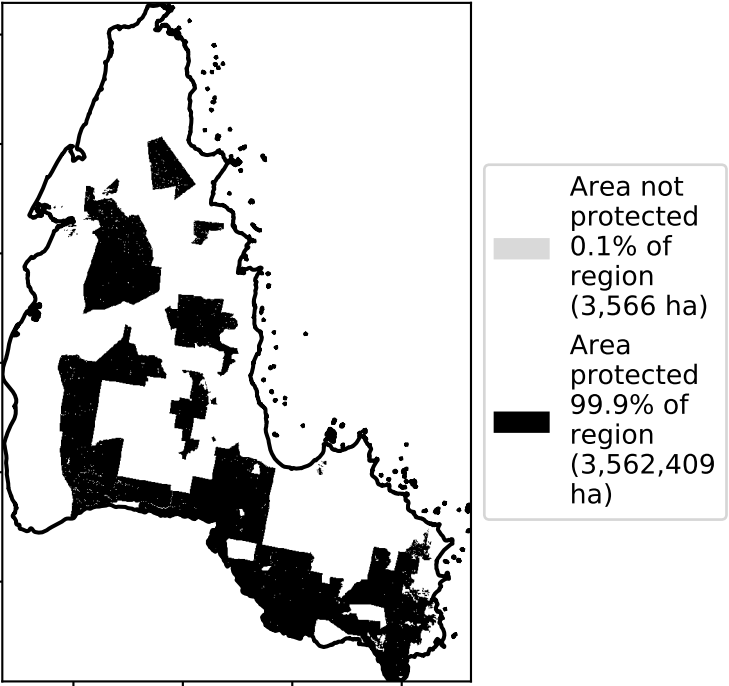 Area not
protected
0.1% of
region
(3,566 ha)
Area
protected
99.9% of
region
(3,562,409
ha)